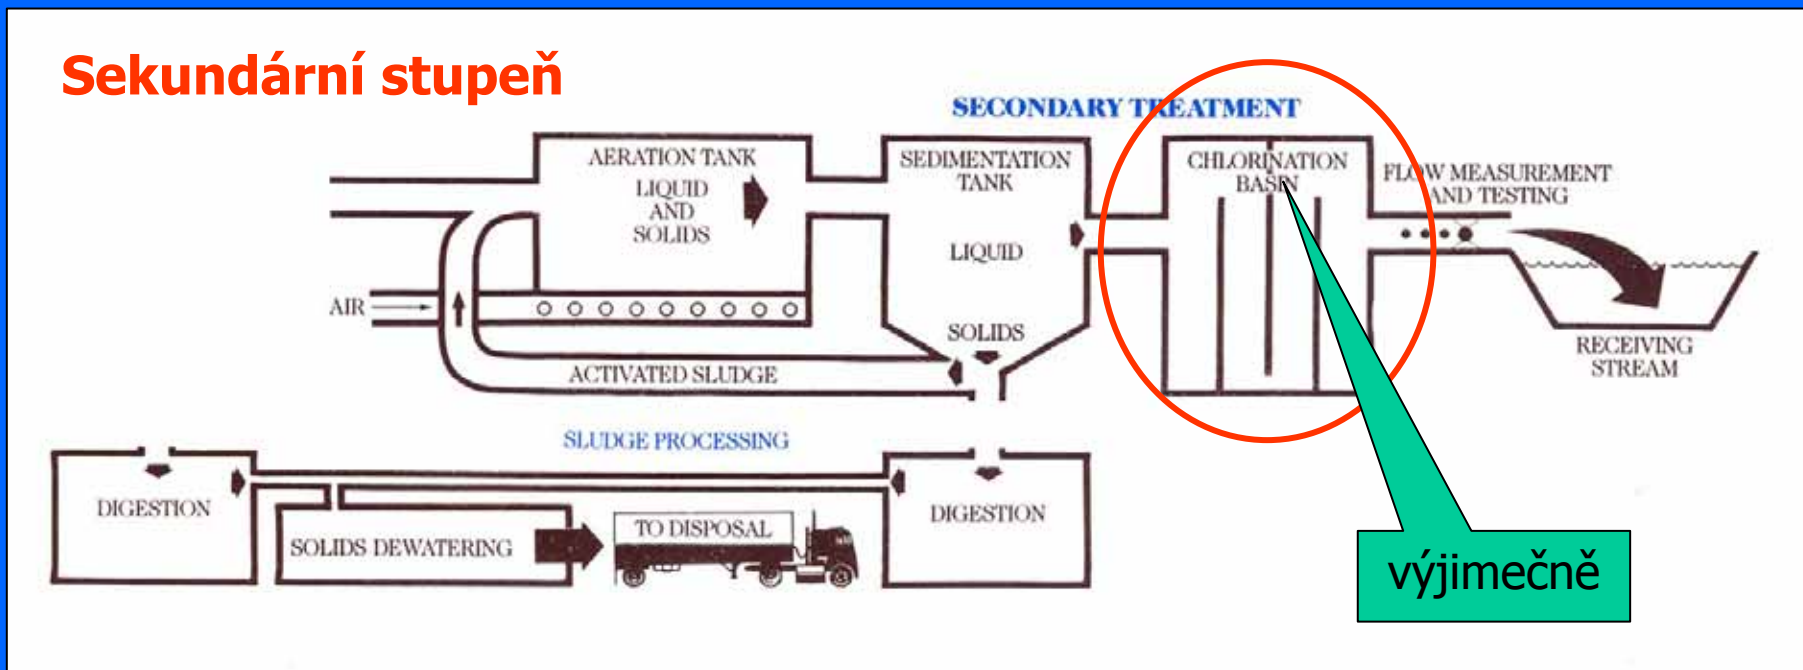 Sekundární stupeň
SECONDARY TREATMENT
AERATION TANK
LIQUID
AND
SOLIDS
SEDIMENTATION
TANK
LIQUID
SOLIDS
CHLORINATION
BASIN
FLOW MEASUREMENT
AND TESTING
AIR
ACTIVATED SLUDGE
RECEIVING
STREAM
SLUDGE PROCESSING
DIGESTION
SOLIDS DEWATERING
TO DISPOSAL
DIGESTION
výjimečně